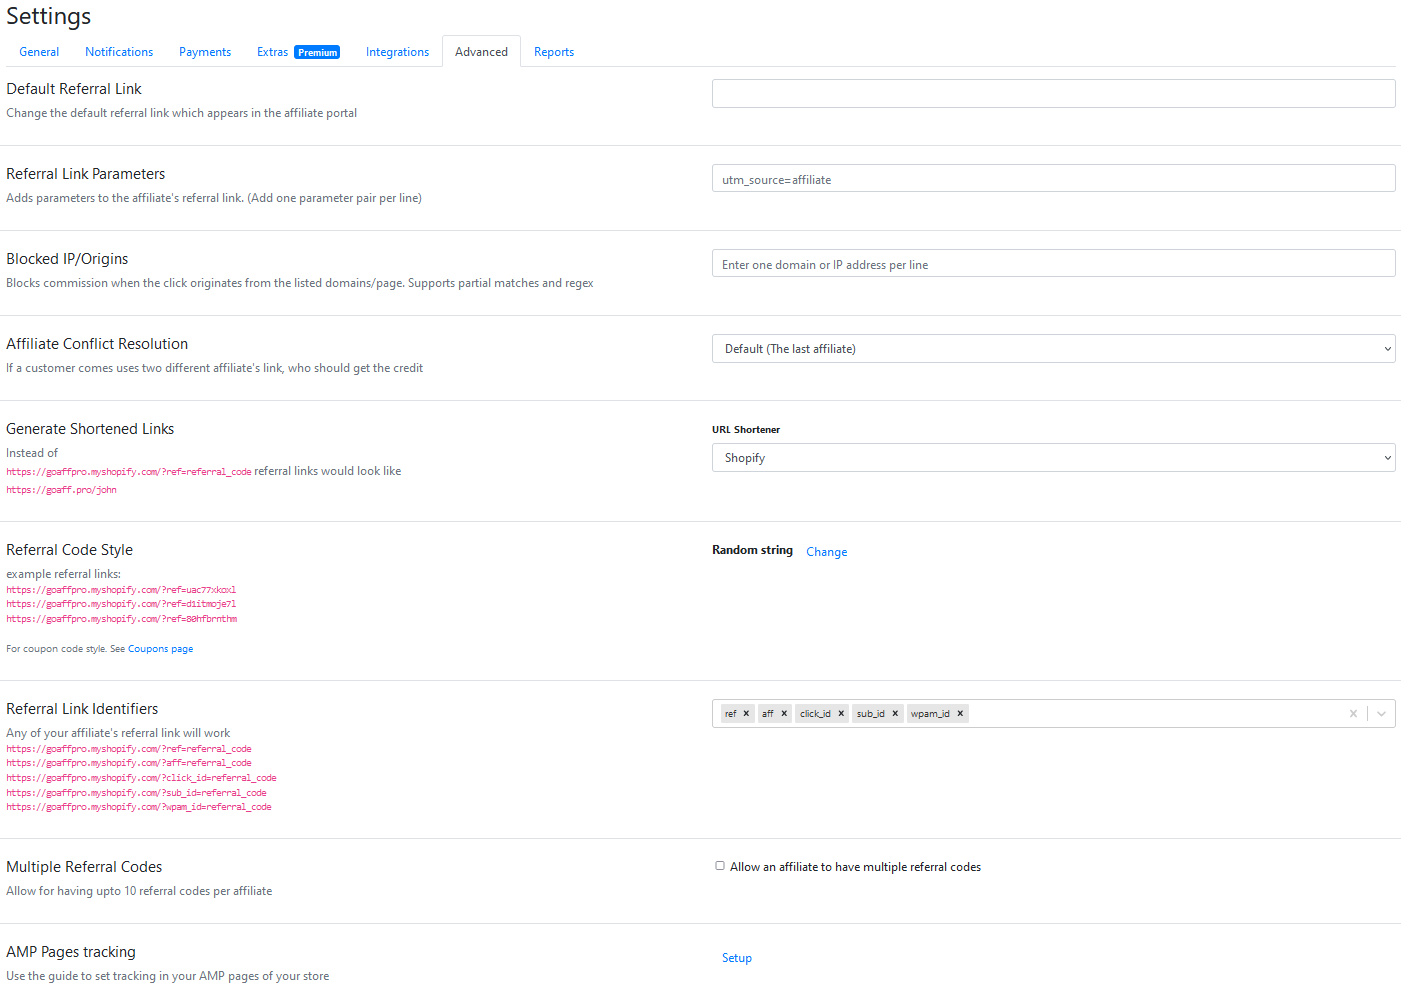 Settings
General Notifications Payments Extras Premium Integrations Advanced Reports
Default Referral Link
Change the default referral link which appears in the affiliate portal
Referral Link Parameters
Adds parameters to the affiliate's referral link. (Add one parameter pair per line)
utm_source=affiliate
Blocked IP/Origins
Blocks commission when the click originates from the listed domains/page. Supports partial matches and regex
Enter one domain or IP address per line
Affiliate Conflict Resolution
If a customer comes uses two different affiliate's link, who should get the credit
Default (The last affiliate)
Generate Shortened Links
Instead of
https://goaffpro.myshopify.com/?ref=referral_code referral links would look like
https://goaff.pro/john
URL Shortener
Shopify
Referral Code Style
example referral links:
https://goaffpro.myshopify.com/?ref=uac77xkoxl
https://goaffpro.myshopify.com/?ref=d1itmoje7l
https://goaffpro.myshopify.com/?ref=80hfbrnthm
For coupon code style. See Coupons page
Random string Change
Referral Link Identifiers
Any of your affiliate's referral link will work
https://goaffpro.myshopify.com/?ref=referral_code
https://goaffpro.myshopify.com/?aff=referral_code
https://goaffpro.myshopify.com/?click_id=referral_code
https://goaffpro.myshopify.com/?sub_id=referral_code
https://goaffpro.myshopify.com/?wpam_id=referral_code
ref × aff × click_id × sub_id × wpam_id ×
Multiple Referral Codes
Allow for having upto 10 referral codes per affiliate
Allow an affiliate to have multiple referral codes
AMP Pages tracking
Use the guide to set tracking in your AMP pages of your store
Setup